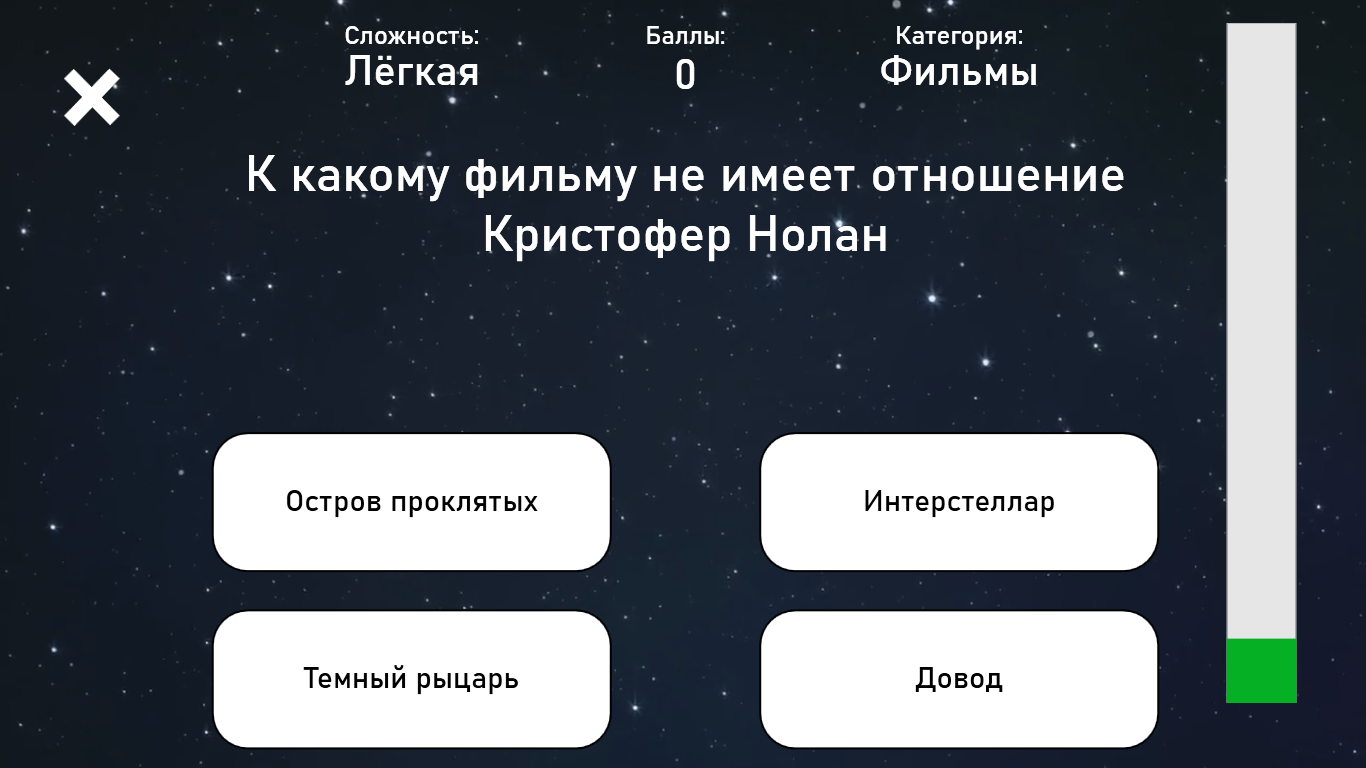 Сложность:
Лёгкая
Баллы:
0
Категория:
Фильмы
К какому фильму не имеет отношение
Кристофер Нолан
Остров проклятых
Интерстеллар
Темный рыцарь
Довод